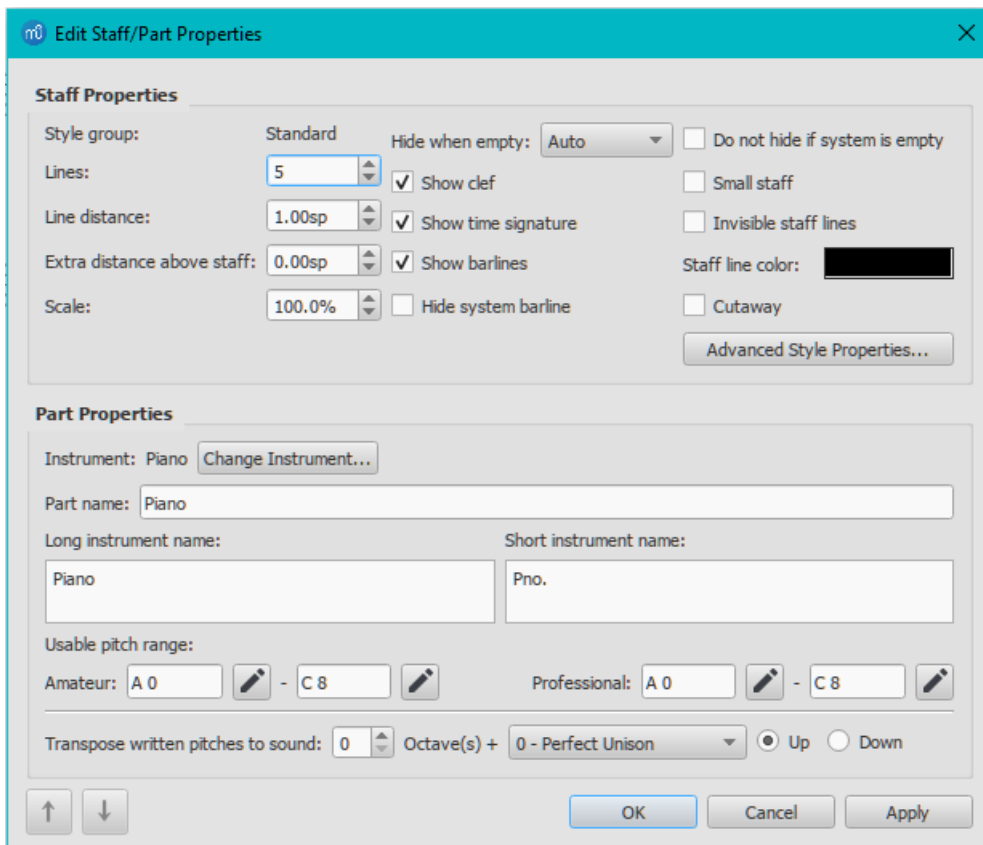 Edit Staff/Part Properties
Staff Properties
Style group: Standard Hide when empty: Auto Do not hide if system is empty
Lines: 5 Show clef Small staff
Line distance: 1.00sp Show time signature Invisible staff lines
Extra distance above staff: 0.00sp Show barlines Staff line color:
Scale: 100.0% Hide system barline Cutaway
Advanced Style Properties...
Part Properties
Instrument: Piano Change Instrument...
Part name: Piano
Long instrument name: Short instrument name:
Piano Pno.
Usable pitch range:
Amateur: A 0 - C 8 Professional: A 0 - C 8
Transpose written pitches to sound: 0 Octave(s) + 0 - Perfect Unison Up Down
OK Cancel Apply